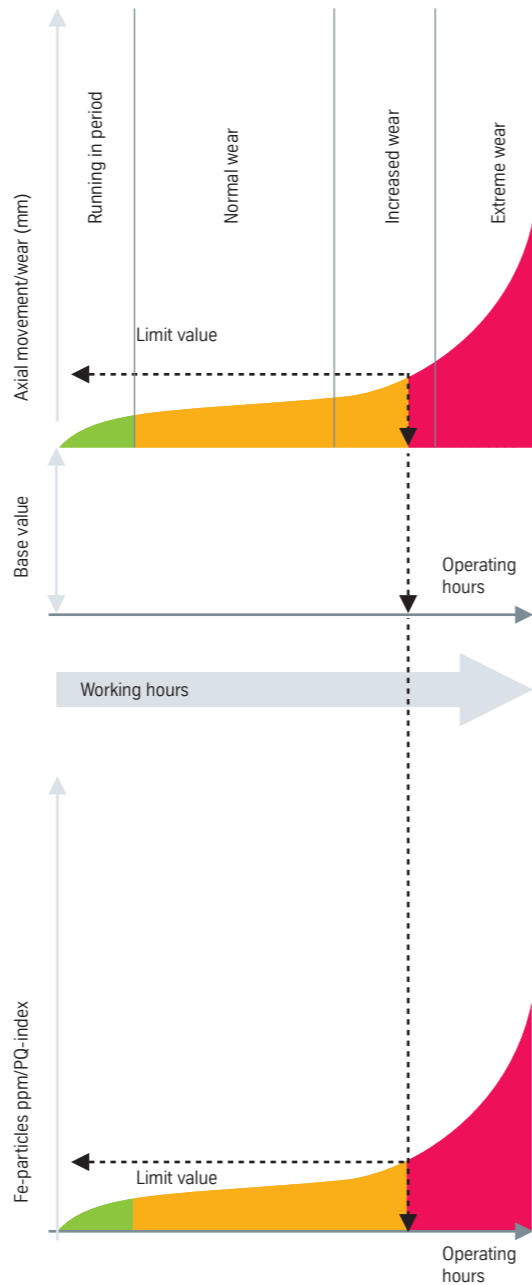 Running in period
Normal wear
Increased wear
Extreme wear
Axial movement/wear (mm)
Limit value
Base value
Operating
hours
Working hours
Fe-particles ppm/PQ-index
Limit value
Operating
hours